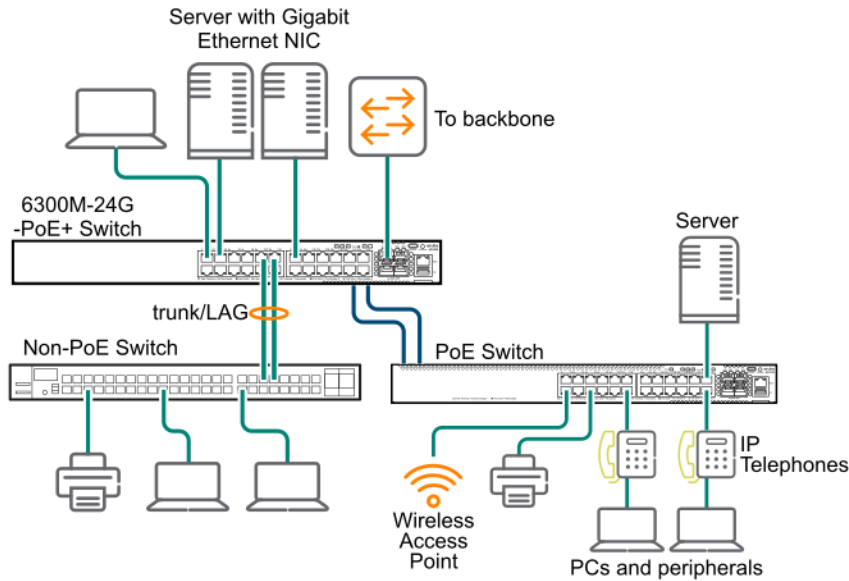 Server with Gigabit
Ethernet NIC
To backbone
6300M-24G
-PoE+ Switch
Server
trunk/LAG
Non-PoE Switch
PoE Switch
IP
Telephones
Wireless
Access
Point
PCs and peripherals